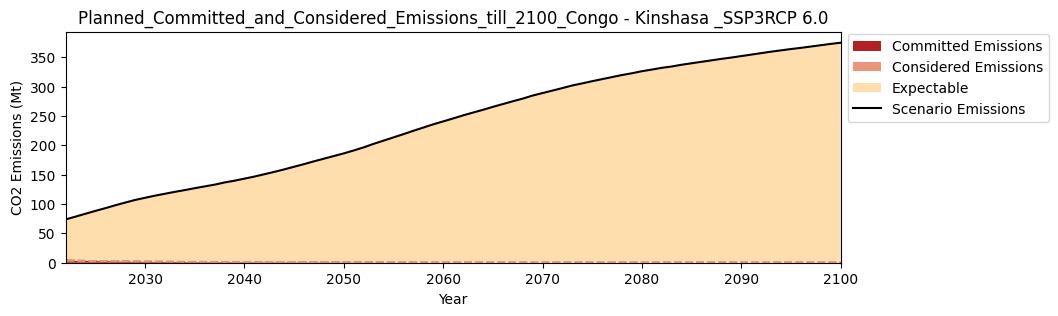 Planned_Committed_and_Considered_Emissions_till_2100_Congo - Kinshasa _SSP3RCP 6.0
CO2 Emissions (Mt)
350
300
250
200
150
100
50
0
2030 2040 2050 2060 2070 2080 2090 2100
Year
Committed Emissions
Considered Emissions
Expectable
Scenario Emissions